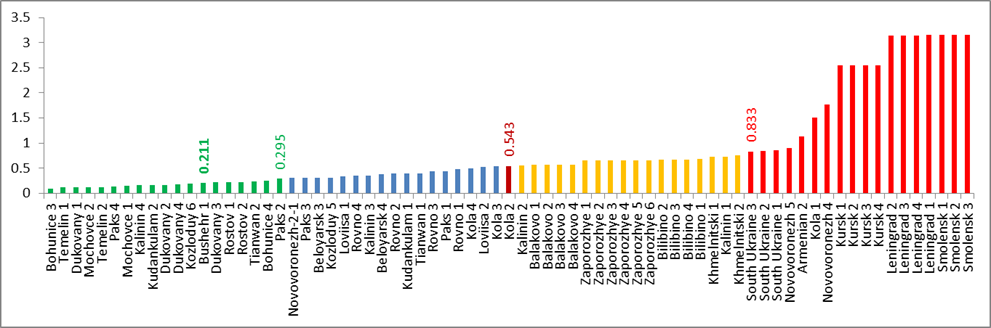 3.5
3
2.5
2
1.5
1
0.5
0
0.211
0.295
0.543
0.833
Bohunice 3
Temelin 1
Dukovany 1
Mochovce 2
Temelin 2
Paks 4
Mochovce 1
Kalinin 4
Kudankulam 2
Dukovany 2
Dukovany 4
Kozloduy 6
Bushehr 1
Dukovany 3
Rostov 1
Rostov 2
Tianwan 2
Bohunice 4
Paks 2
Novovoronezh-2-1
Paks 3
Beloyarsk 3
Kozloduy 5
Loviisa 1
Rovno 4
Kalinin 3
Beloyarsk 4
Rovno 2
Kudankulam 1
Tianwan 1
Rovno 3
Paks 1
Rovno 1
Kola 4
Loviisa 2
Kola 3
Kola 2
Kalinin 2
Balakovo 1
Balakovo 2
Balakovo 3
Balakovo 4
Zaporozhye 1
Zaporozhye 2
Zaporozhye 3
Zaporozhye 4
Zaporozhye 5
Zaporozhye 6
Bilibino 2
Bilibino 3
Bilibino 4
Bilibino 1
Khmelnitski 1
Kalinin 1
Khmelnitski 2
South Ukraine 3
South Ukraine 2
South Ukraine 1
Novovoronezh 5
Armenian 2
Kola 1
Novovoronezh 4
Kursk 1
Kursk 2
Kursk 3
Kursk 4
Leningrad 2
Leningrad 3
Leningrad 4
Leningrad 1
Smolensk 1
Smolensk 2
Smolensk 3